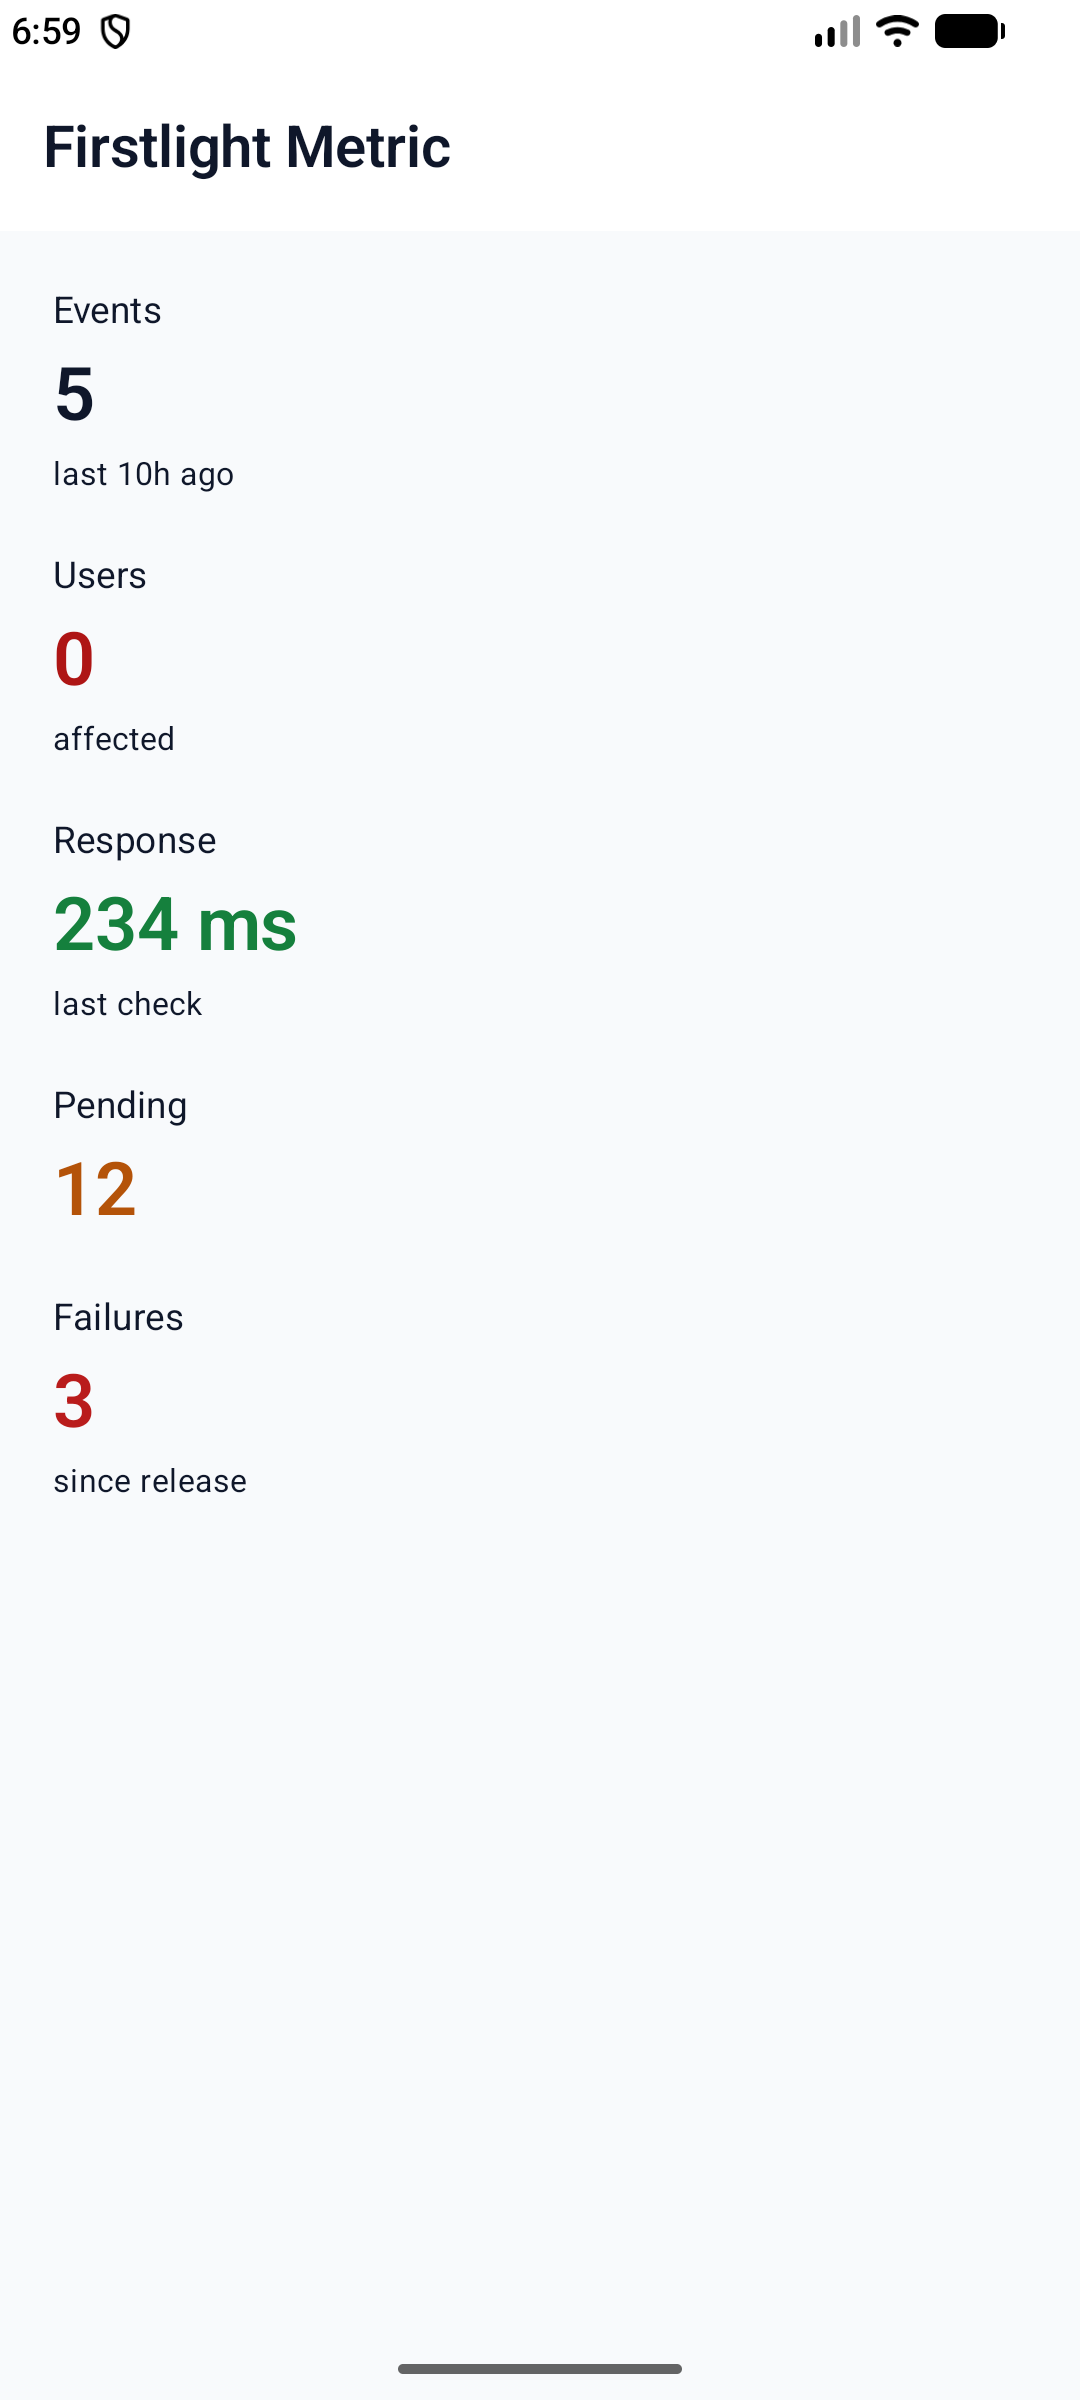 6:59
Firstlight Metric
Events
5
last 10h ago
Users
0
affected
Response
234 ms
last check
Pending
12
Failures
3
since release